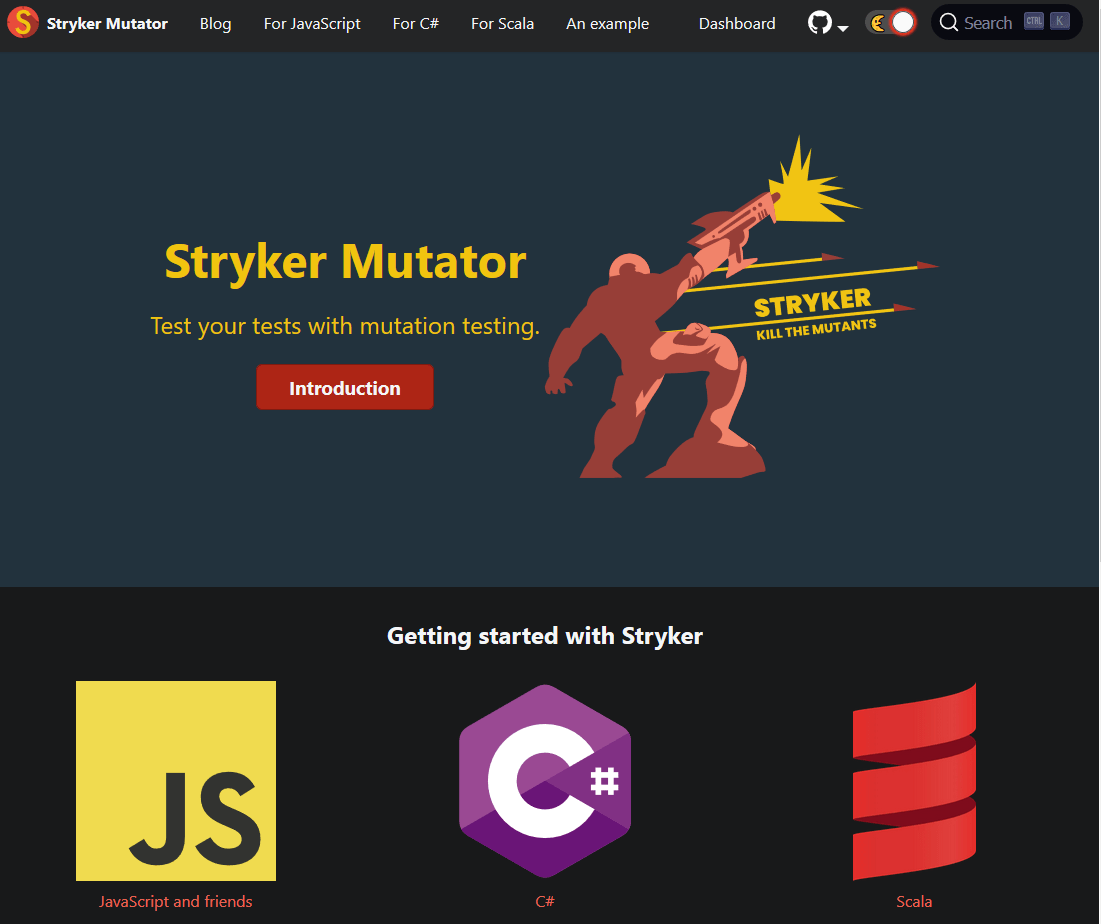 S Stryker Mutator Blog For JavaScript For C# For Scala An example Dashboard Search CTRL K
Stryker Mutator
Test your tests with mutation testing.
Introduction
STRYKER
KILL THE MUTANTS
Getting started with Stryker
JS
C#
JavaScript and friends
C#
Scala